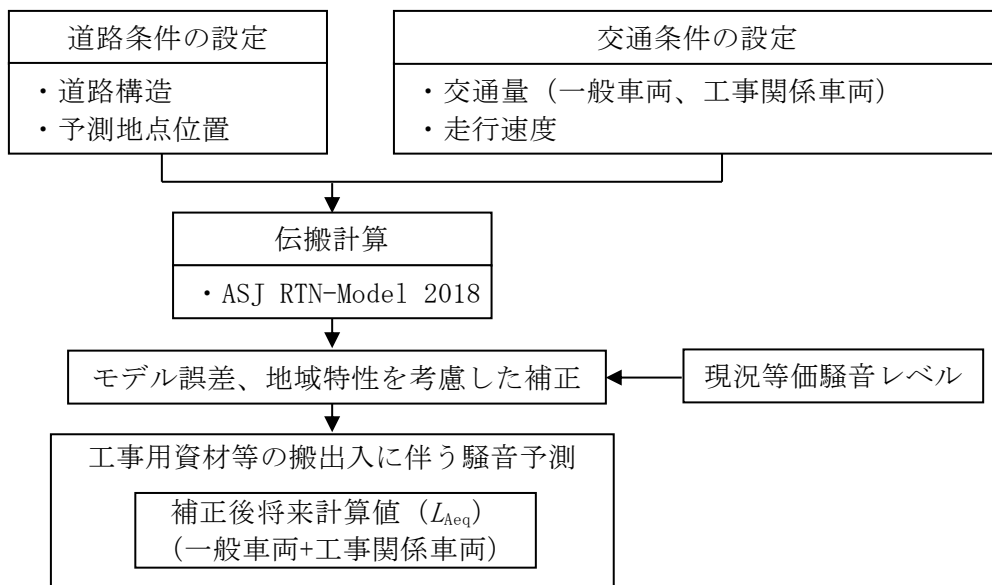 道路条件の設定
・道路構造
・予測地点位置
交通条件の設定
・交通量（一般車両、工事関係車両）
・走行速度
伝搬計算
・ASJ RTN-Model 2018
モデル誤差、地域特性を考慮した補正
現況等価騒音レベル
工事用資材等の搬出入に伴う騒音予測
補正後将来計算値（LAeq）
(一般車両+工事関係車両)